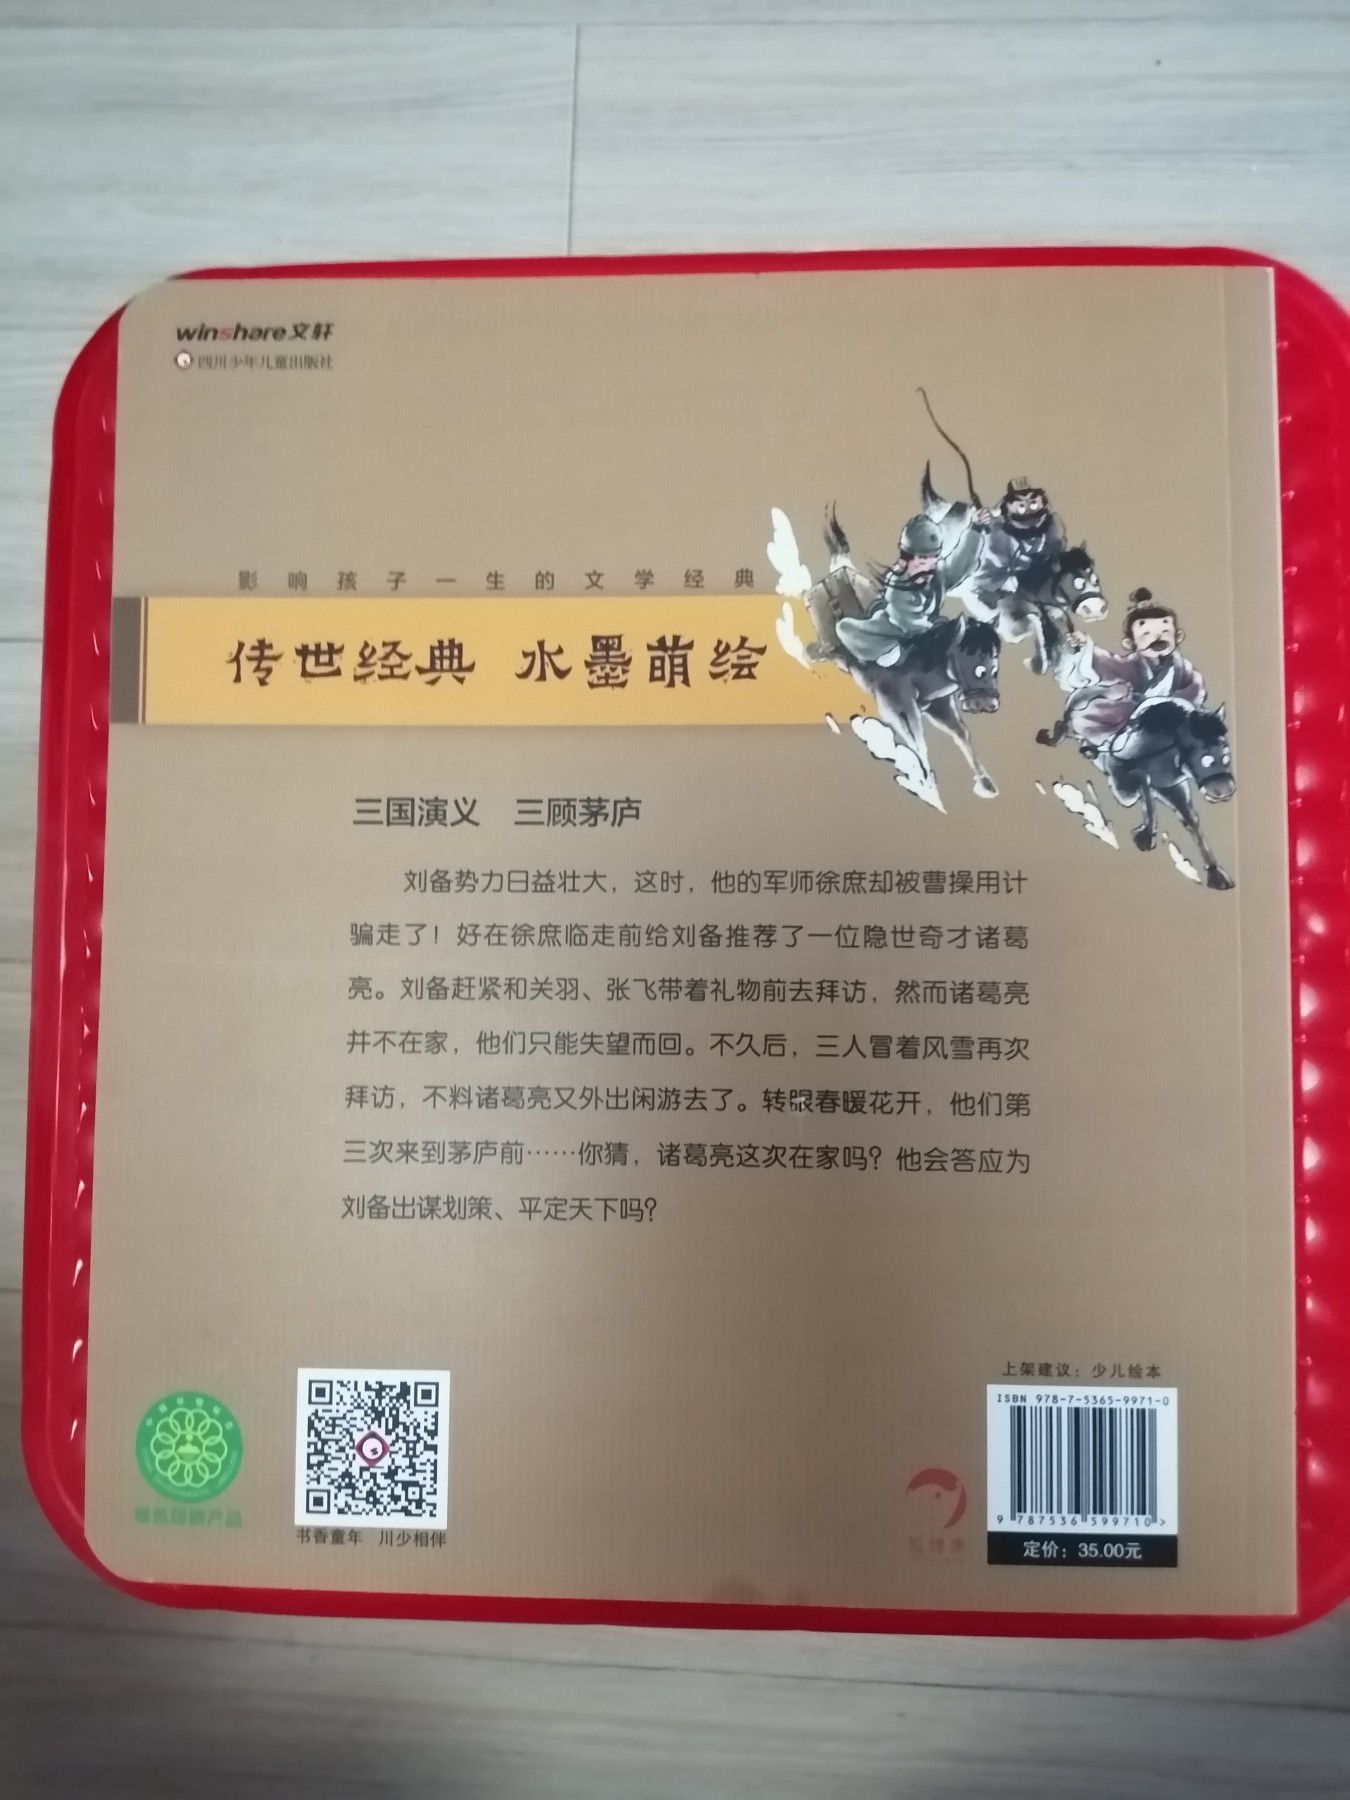 winshare文轩
四川少年儿童出版社
影响孩子一生的文学经典
传世经典 水墨萌绘
三国演义 三顾茅庐
刘备势力日益壮大，这时，他的军师徐庶却被曹操用计
骗走了！好在徐庶临走前给刘备推荐了一位隐世奇才诸葛
亮。刘备赶紧和关羽、张飞带着礼物前去拜访，然而诸葛亮
并不在家，他们只能失望而回。不久后，三人冒着风雪再次
拜访，不料诸葛亮又外出闲游去了。转眼春暖花开，他们第
三次来到茅庐前……你猜，诸葛亮这次在家吗？他会答应为
刘备出谋划策、平定天下吗？
绿色印刷产品
书香童年 川少相伴
上架建议：少儿绘本
ISBN 978-7-5365-9971-0
9 787536 599710 >
定价：35.00元